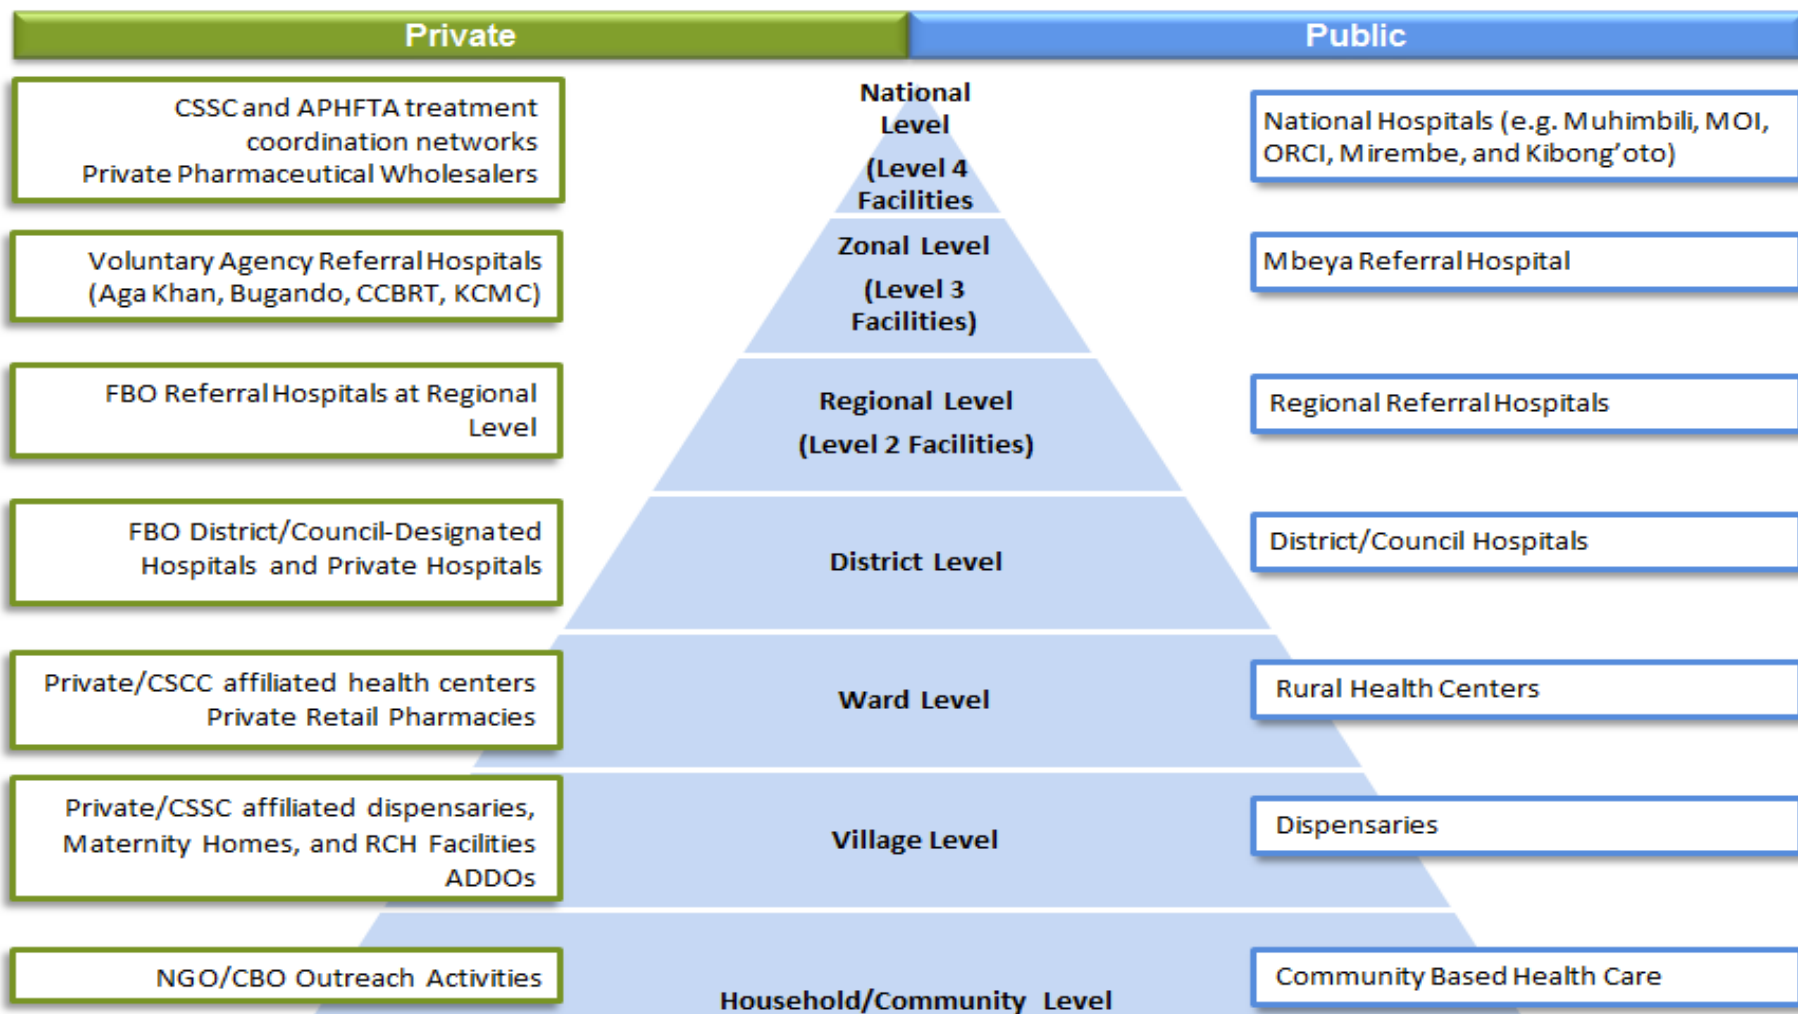 Private
Public
CSSC and APHFTA treatment
coordination networks
Private Pharmaceutical Wholesalers
National
Level
(Level 4
Facilities
National Hospitals (e.g. Muhimbili, MOI,
ORCI, Mirembe, and Kibong’oto)
Voluntary Agency Referral Hospitals
(Aga Khan, Bugando, CCBRT, KCMC)
Zonal Level
(Level 3
Facilities)
Mbeya Referral Hospital
FBO Referral Hospitals at Regional
Level
Regional Level
(Level 2 Facilities)
Regional Referral Hospitals
FBO District/Council-Designated
Hospitals and Private Hospitals
District Level
District/Council Hospitals
Private/CSCC affiliated health centers
Private Retail Pharmacies
Ward Level
Rural Health Centers
Private/CSSC affiliated dispensaries,
Maternity Homes, and RCH Facilities
ADDOs
Village Level
Dispensaries
NGO/CBO Outreach Activities
Household/Community Level
Community Based Health Care